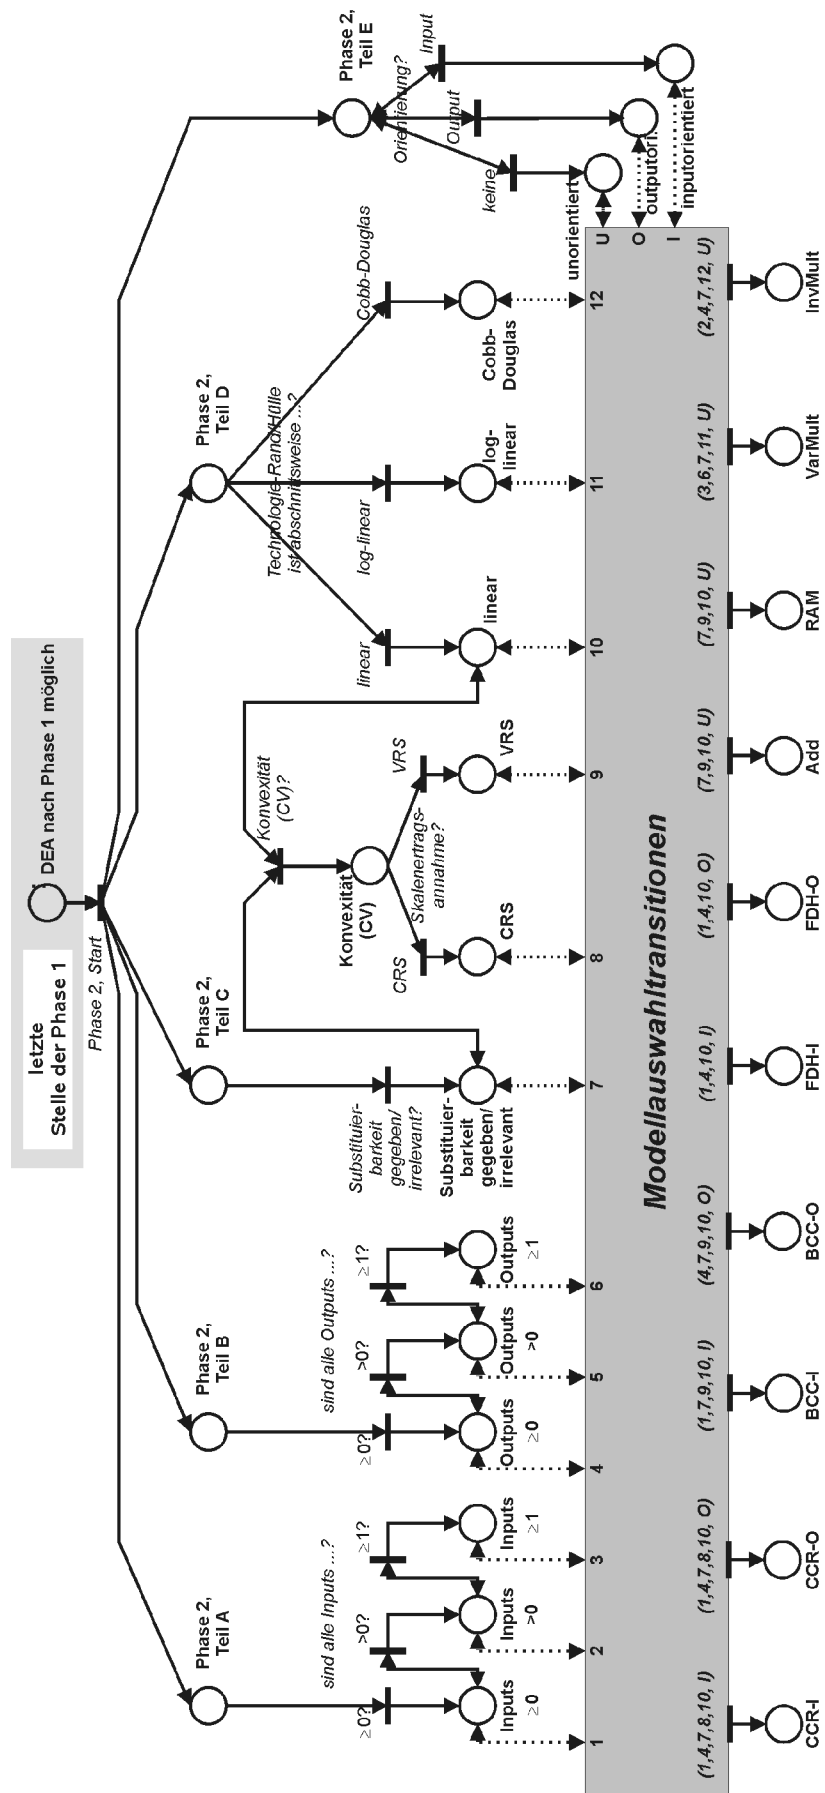 letzte
Stelle der Phase 1
DEA nach Phase 1 möglich
Phase 2, Start
Phase 2,
Teil A
Phase 2,
Teil B
Phase 2,
Teil C
Phase 2,
Teil D
Phase 2,
Teil E
sind alle Inputs ...?
≥0?
>0?
≥1?
Inputs
≥0
Inputs
>0
Inputs
≥1
sind alle Outputs ...?
≥0?
>0?
≥1?
Outputs
≥0
Outputs
>0
Outputs
≥1
Substituier-
barkeit
gegeben/
irrelevant?
Substituier-
barkeit
gegeben/
irrelevant
Konvexität
(CV)?
Konvexität
(CV)
Skalenertrags-
annahme?
CRS
VRS
CRS
VRS
Technologie-Rand/Hülle
ist abschnittsweise ...?
linear
log-linear
Cobb-Douglas
linear
log-
linear
Cobb-
Douglas
Orientierung?
keine
Output
Input
unorientiert
outputori.
inputorientiert
1
2
3
4
5
6
7
8
9
10
11
12
U
O
I
Modellauswahltransitionen
(1,4,7,8,10, I)
(1,4,7,8,10, O)
(1,7,9,10, I)
(4,7,9,10, O)
(1,4,10, I)
(1,4,10, O)
(7,9,10, U)
(7,9,10, U)
(3,6,7,11, U)
(2,4,7,12, U)
CCR-I
CCR-O
BCC-I
BCC-O
FDH-I
FDH-O
Add
RAM
VarMult
InvMult